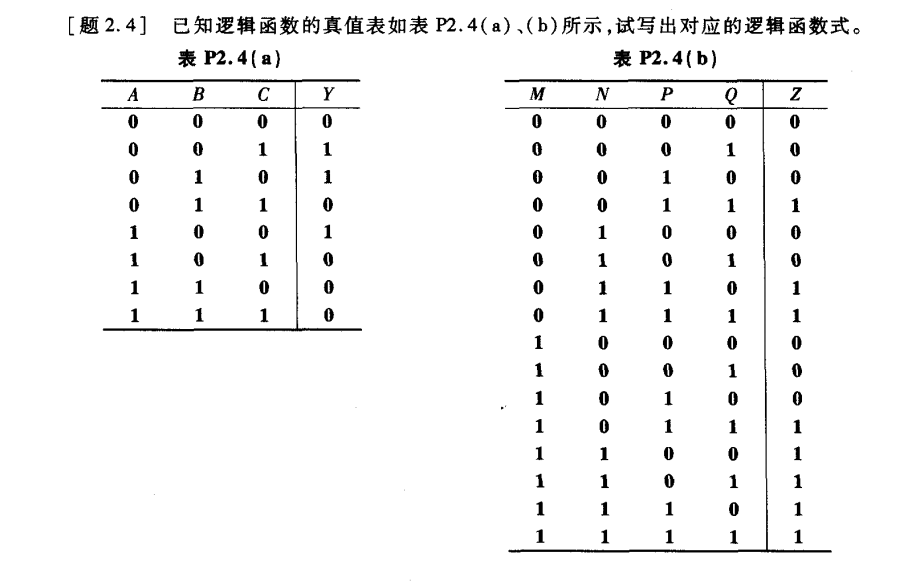 [题 2.4] 已知逻辑函数的真值表如表 P2.4(a)、(b)所示,试写出对应的逻辑函数式。
表 P2.4(a)
A B C Y
0 0 0 0
0 0 1 1
0 1 0 1
0 1 1 0
1 0 0 1
1 0 1 0
1 1 0 0
1 1 1 0
表 P2.4(b)
M N P Q Z
0 0 0 0 0
0 0 0 1 0
0 0 1 0 0
0 0 1 1 1
0 1 0 0 0
0 1 0 1 0
0 1 1 0 1
0 1 1 1 1
1 0 0 0 0
1 0 0 1 0
1 0 1 0 0
1 0 1 1 1
1 1 0 0 1
1 1 0 1 1
1 1 1 0 1
1 1 1 1 1